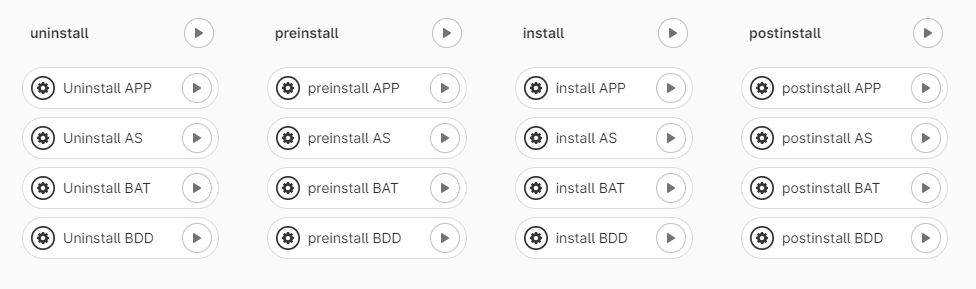 uninstall
Uninstall APP
Uninstall AS
Uninstall BAT
Uninstall BDD
preinstall
preinstall APP
preinstall AS
preinstall BAT
preinstall BDD
install
install APP
install AS
install BAT
install BDD
postinstall
postinstall APP
postinstall AS
postinstall BAT
postinstall BDD